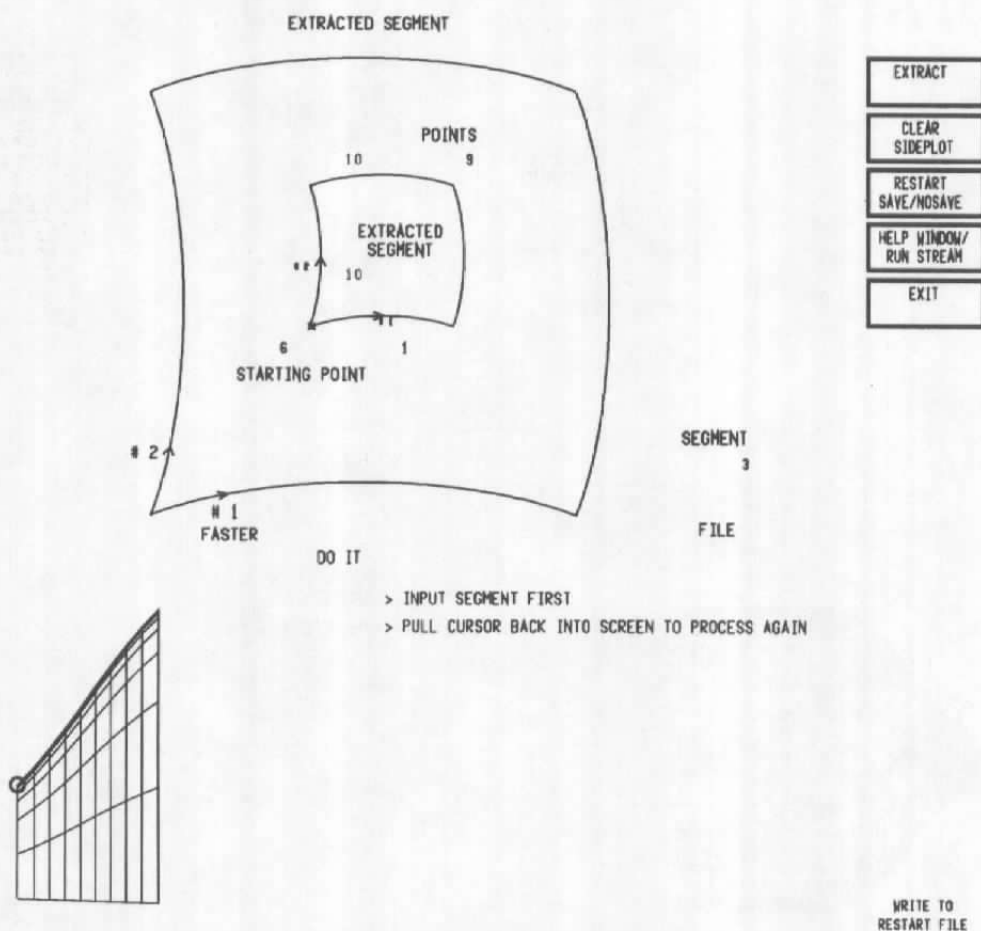 EXTRACTED SEGMENT
EXTRACT
CLEAR
SIDEPLOT
RESTART
SAVE/NOSAVE
HELP WINDOW/
RUN STREAM
EXIT
POINTS
10 9
EXTRACTED
SEGMENT
10
6 1
STARTING POINT
# 2
# 1
FASTER
SEGMENT
3
FILE
DO IT
> INPUT SEGMENT FIRST
> PULL CURSOR BACK INTO SCREEN TO PROCESS AGAIN
WRITE TO
RESTART FILE